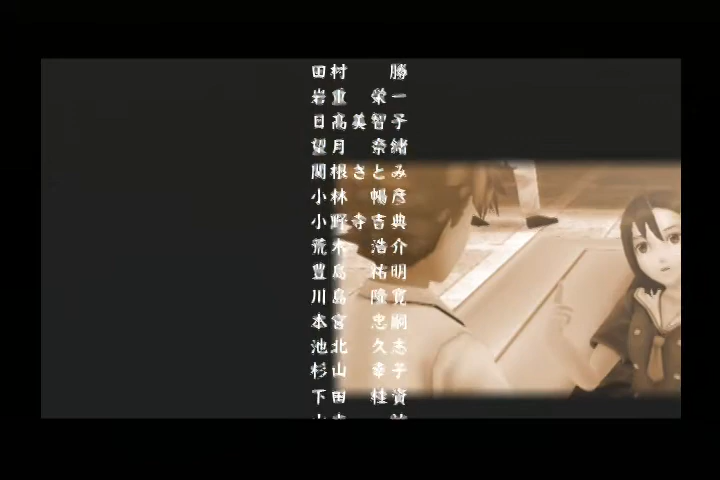 田村 勝
岩重 栄一
日髙美智子
望月 奈緒
関根さとみ
小林 暢彦
小野寺吉典
荒木 浩介
豊島 祐明
川島 隆寛
本宮 忠嗣
池北 久志
杉山 幸子
下田 桂資